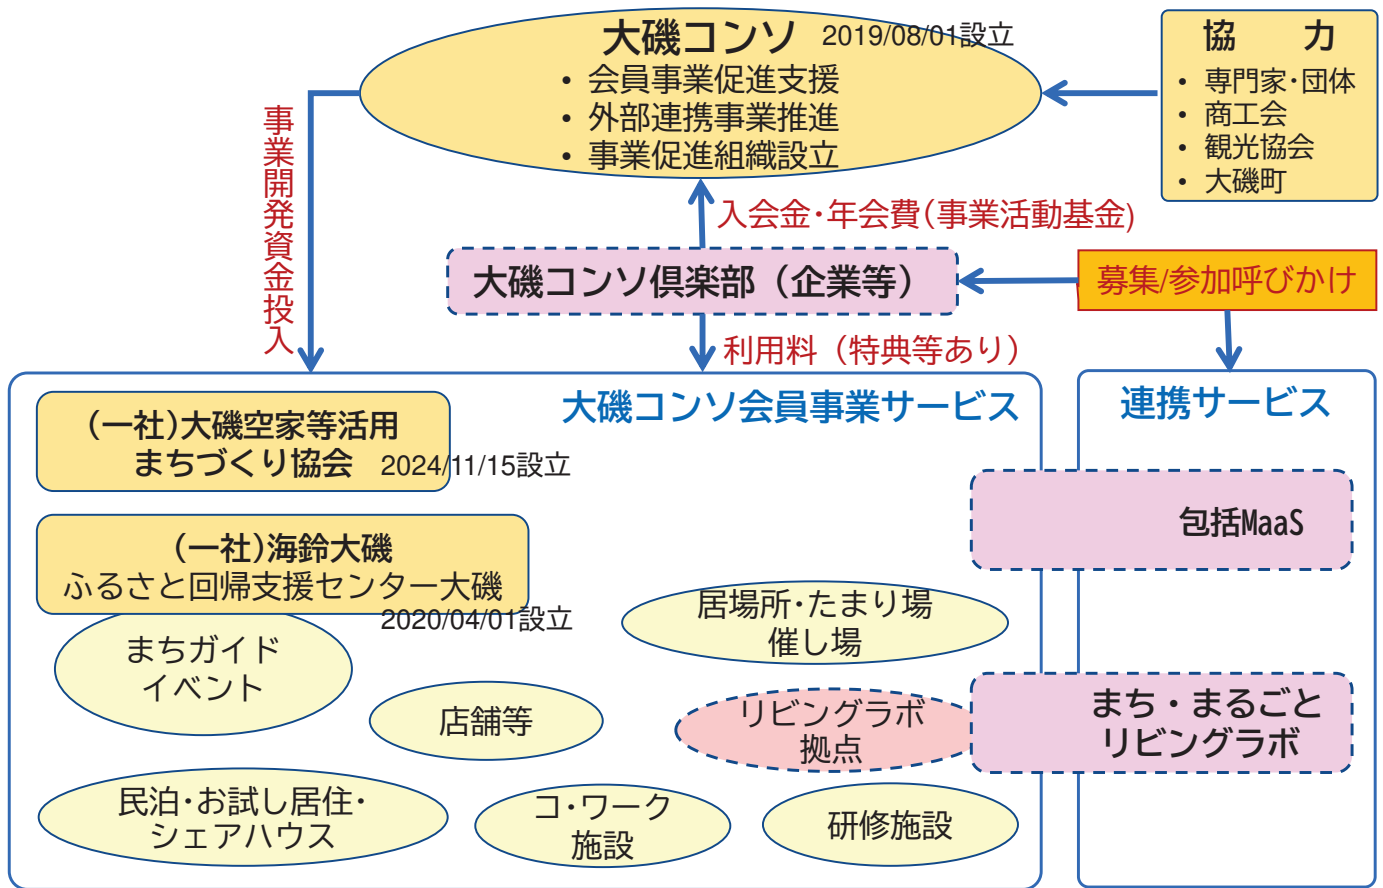 大磯コンソ
2019/08/01設立
• 会員事業促進支援
• 外部連携事業推進
• 事業促進組織設立
協　力
• 専門家・団体
• 商工会
• 観光協会
• 大磯町
事業開発資金投入
入会金・年会費(事業活動基金)
大磯コンソ倶楽部（企業等）
募集/参加呼びかけ
利用料（特典等あり）
大磯コンソ会員事業サービス
(一社)大磯空家等活用
まちづくり協会
2024/11/15設立
(一社)海鈴大磯
ふるさと回帰支援センター大磯
2020/04/01設立
まちガイド
イベント
居場所・たまり場
催し場
店舗等
リビングラボ
拠点
民泊・お試し居住・
シェアハウス
コ・ワーク
施設
研修施設
連携サービス
包括MaaS
まち・まるごと
リビングラボ